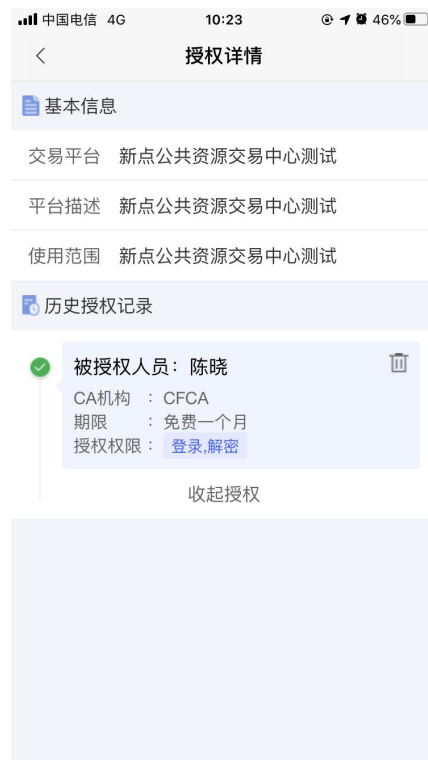 中国电信 4G 10:23 46%
授权详情
基本信息
交易平台 新点公共资源交易中心测试
平台描述 新点公共资源交易中心测试
使用范围 新点公共资源交易中心测试
历史授权记录
被授权人员：陈晓
CA机构 ：CFCA
期限 ：免费一个月
授权权限：登录,解密
收起授权